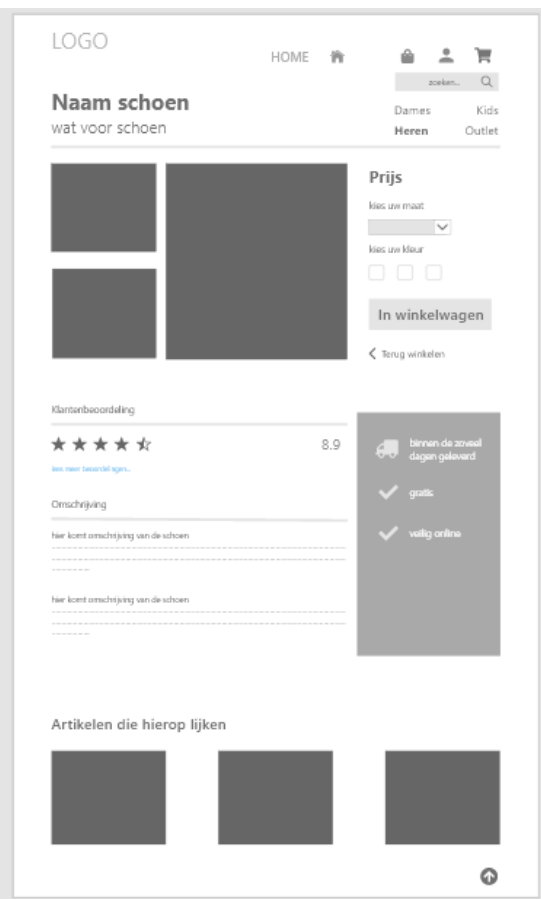 LOGO
HOME
zoeken...
Naam schoen
wat voor schoen
Dames Kids
Heren Outlet
Prijs
kies uw maat
kies uw kleur
In winkelwagen
Terug winkelen
Klantenbeoordeling
8.9
lees meer beoordelingen..
binnen de zoveel
dagen geleverd
gratis
veilig online
Omschrijving
hier komt omschrijving van de schoen
hier komt omschrijving van de schoen
Artikelen die hierop lijken